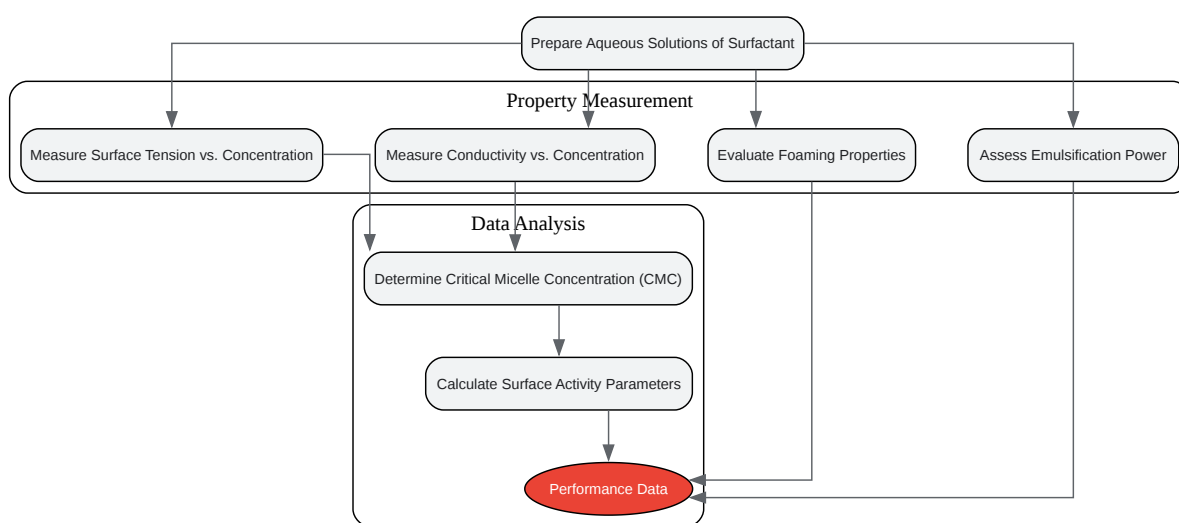 Prepare Aqueous Solutions of Surfactant
Property Measurement
Measure Surface Tension vs. Concentration
Measure Conductivity vs. Concentration
Evaluate Foaming Properties
Assess Emulsification Power
Data Analysis
Determine Critical Micelle Concentration (CMC)
Calculate Surface Activity Parameters
Performance Data